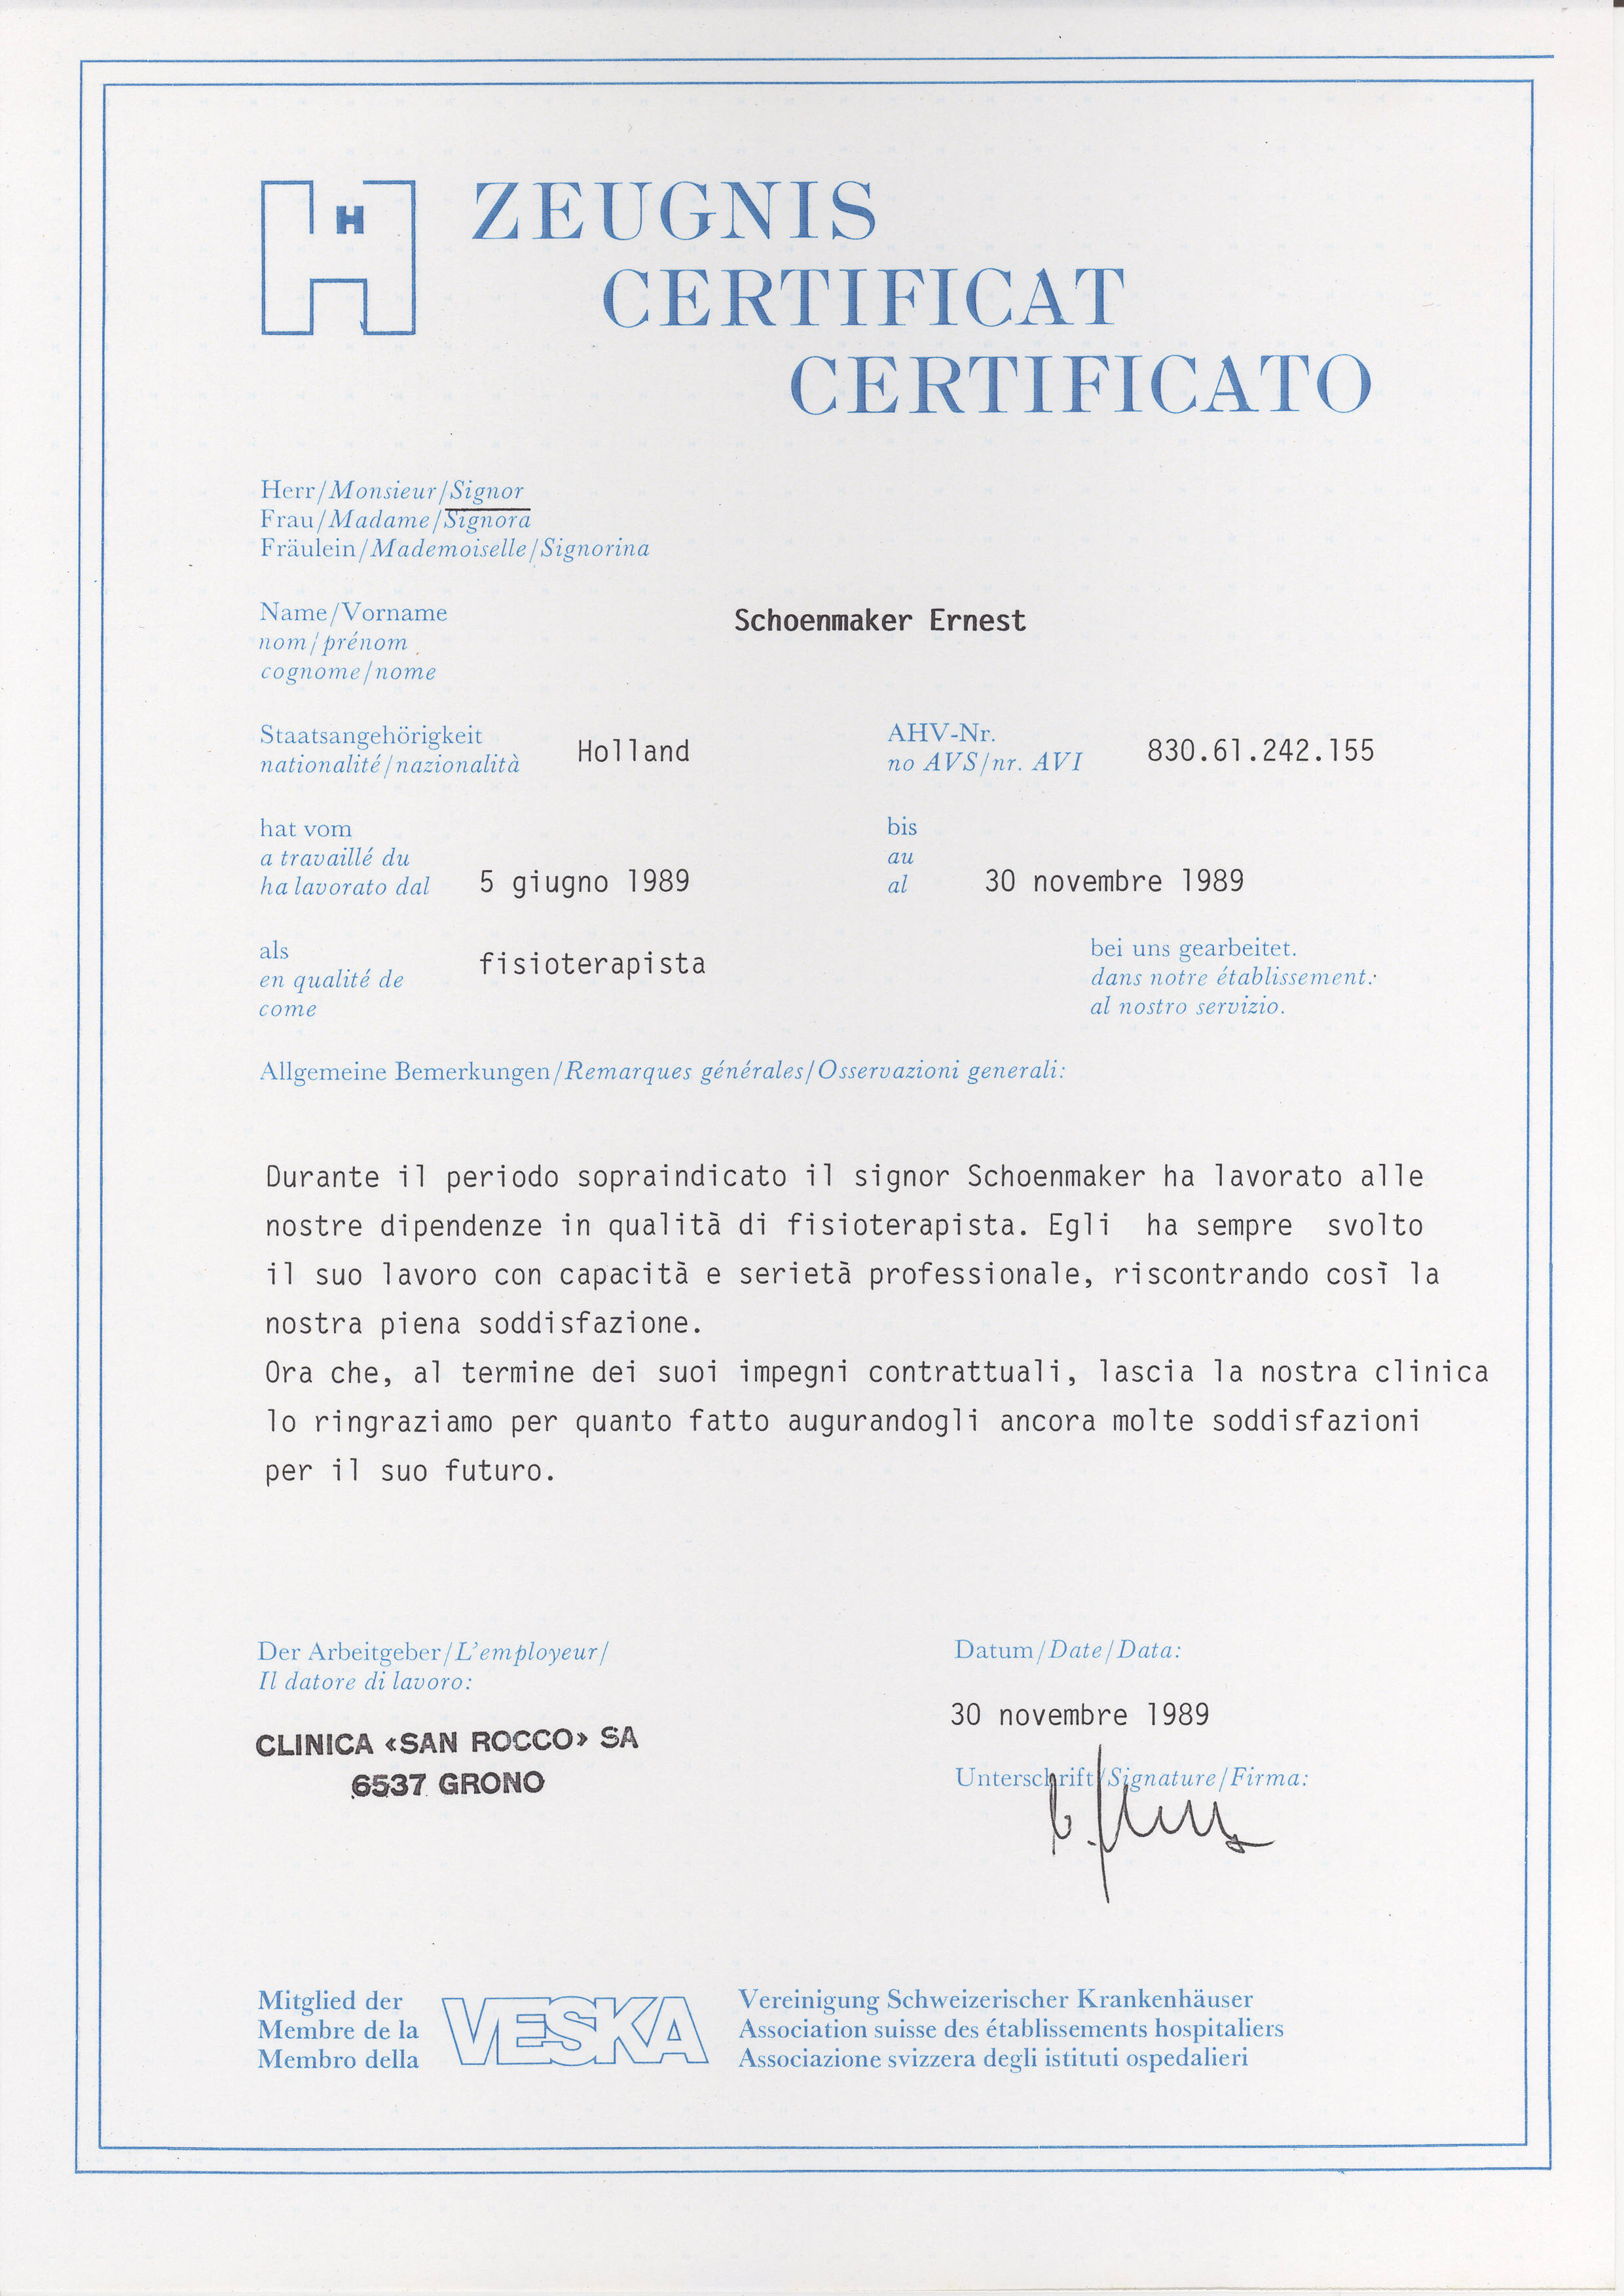 H
ZEUGNIS
CERTIFICAT
CERTIFICATO
Herr/Monsieur/Signor
Frau/Madame/Signora
Fräulein/Mademoiselle/Signorina
Name/Vorname
nom/prénom
cognome/nome
Schoenmaker Ernest
Staatsangehörigkeit
nationalité/nazionalità
Holland
AHV-Nr.
no AVS/nr. AVI
830.61.242.155
hat vom
a travaillé du
ha lavorato dal
5 giugno 1989
bis
au
al
30 novembre 1989
als
en qualité de
come
fisioterapista
bei uns gearbeitet.
dans notre établissement.
al nostro servizio.
Allgemeine Bemerkungen/Remarques générales/Osservazioni generali:
Durante il periodo sopraindicato il signor Schoenmaker ha lavorato alle
nostre dipendenze in qualità di fisioterapista. Egli ha sempre svolto
il suo lavoro con capacità e serietà professionale, riscontrando così la
nostra piena soddisfazione.
Ora che, al termine dei suoi impegni contrattuali, lascia la nostra clinica
lo ringraziamo per quanto fatto augurandogli ancora molte soddisfazioni
per il suo futuro.
Der Arbeitgeber/L'employeur/
Il datore di lavoro:
CLINICA «SAN ROCCO» SA
6537 GRONO
Datum/Date/Data:
30 novembre 1989
Unterschrift/Signature/Firma:
Mitglied der
Membre de la
Membro della
VESKA
Vereinigung Schweizerischer Krankenhäuser
Association suisse des établissements hospitaliers
Associazione svizzera degli istituti ospedalieri